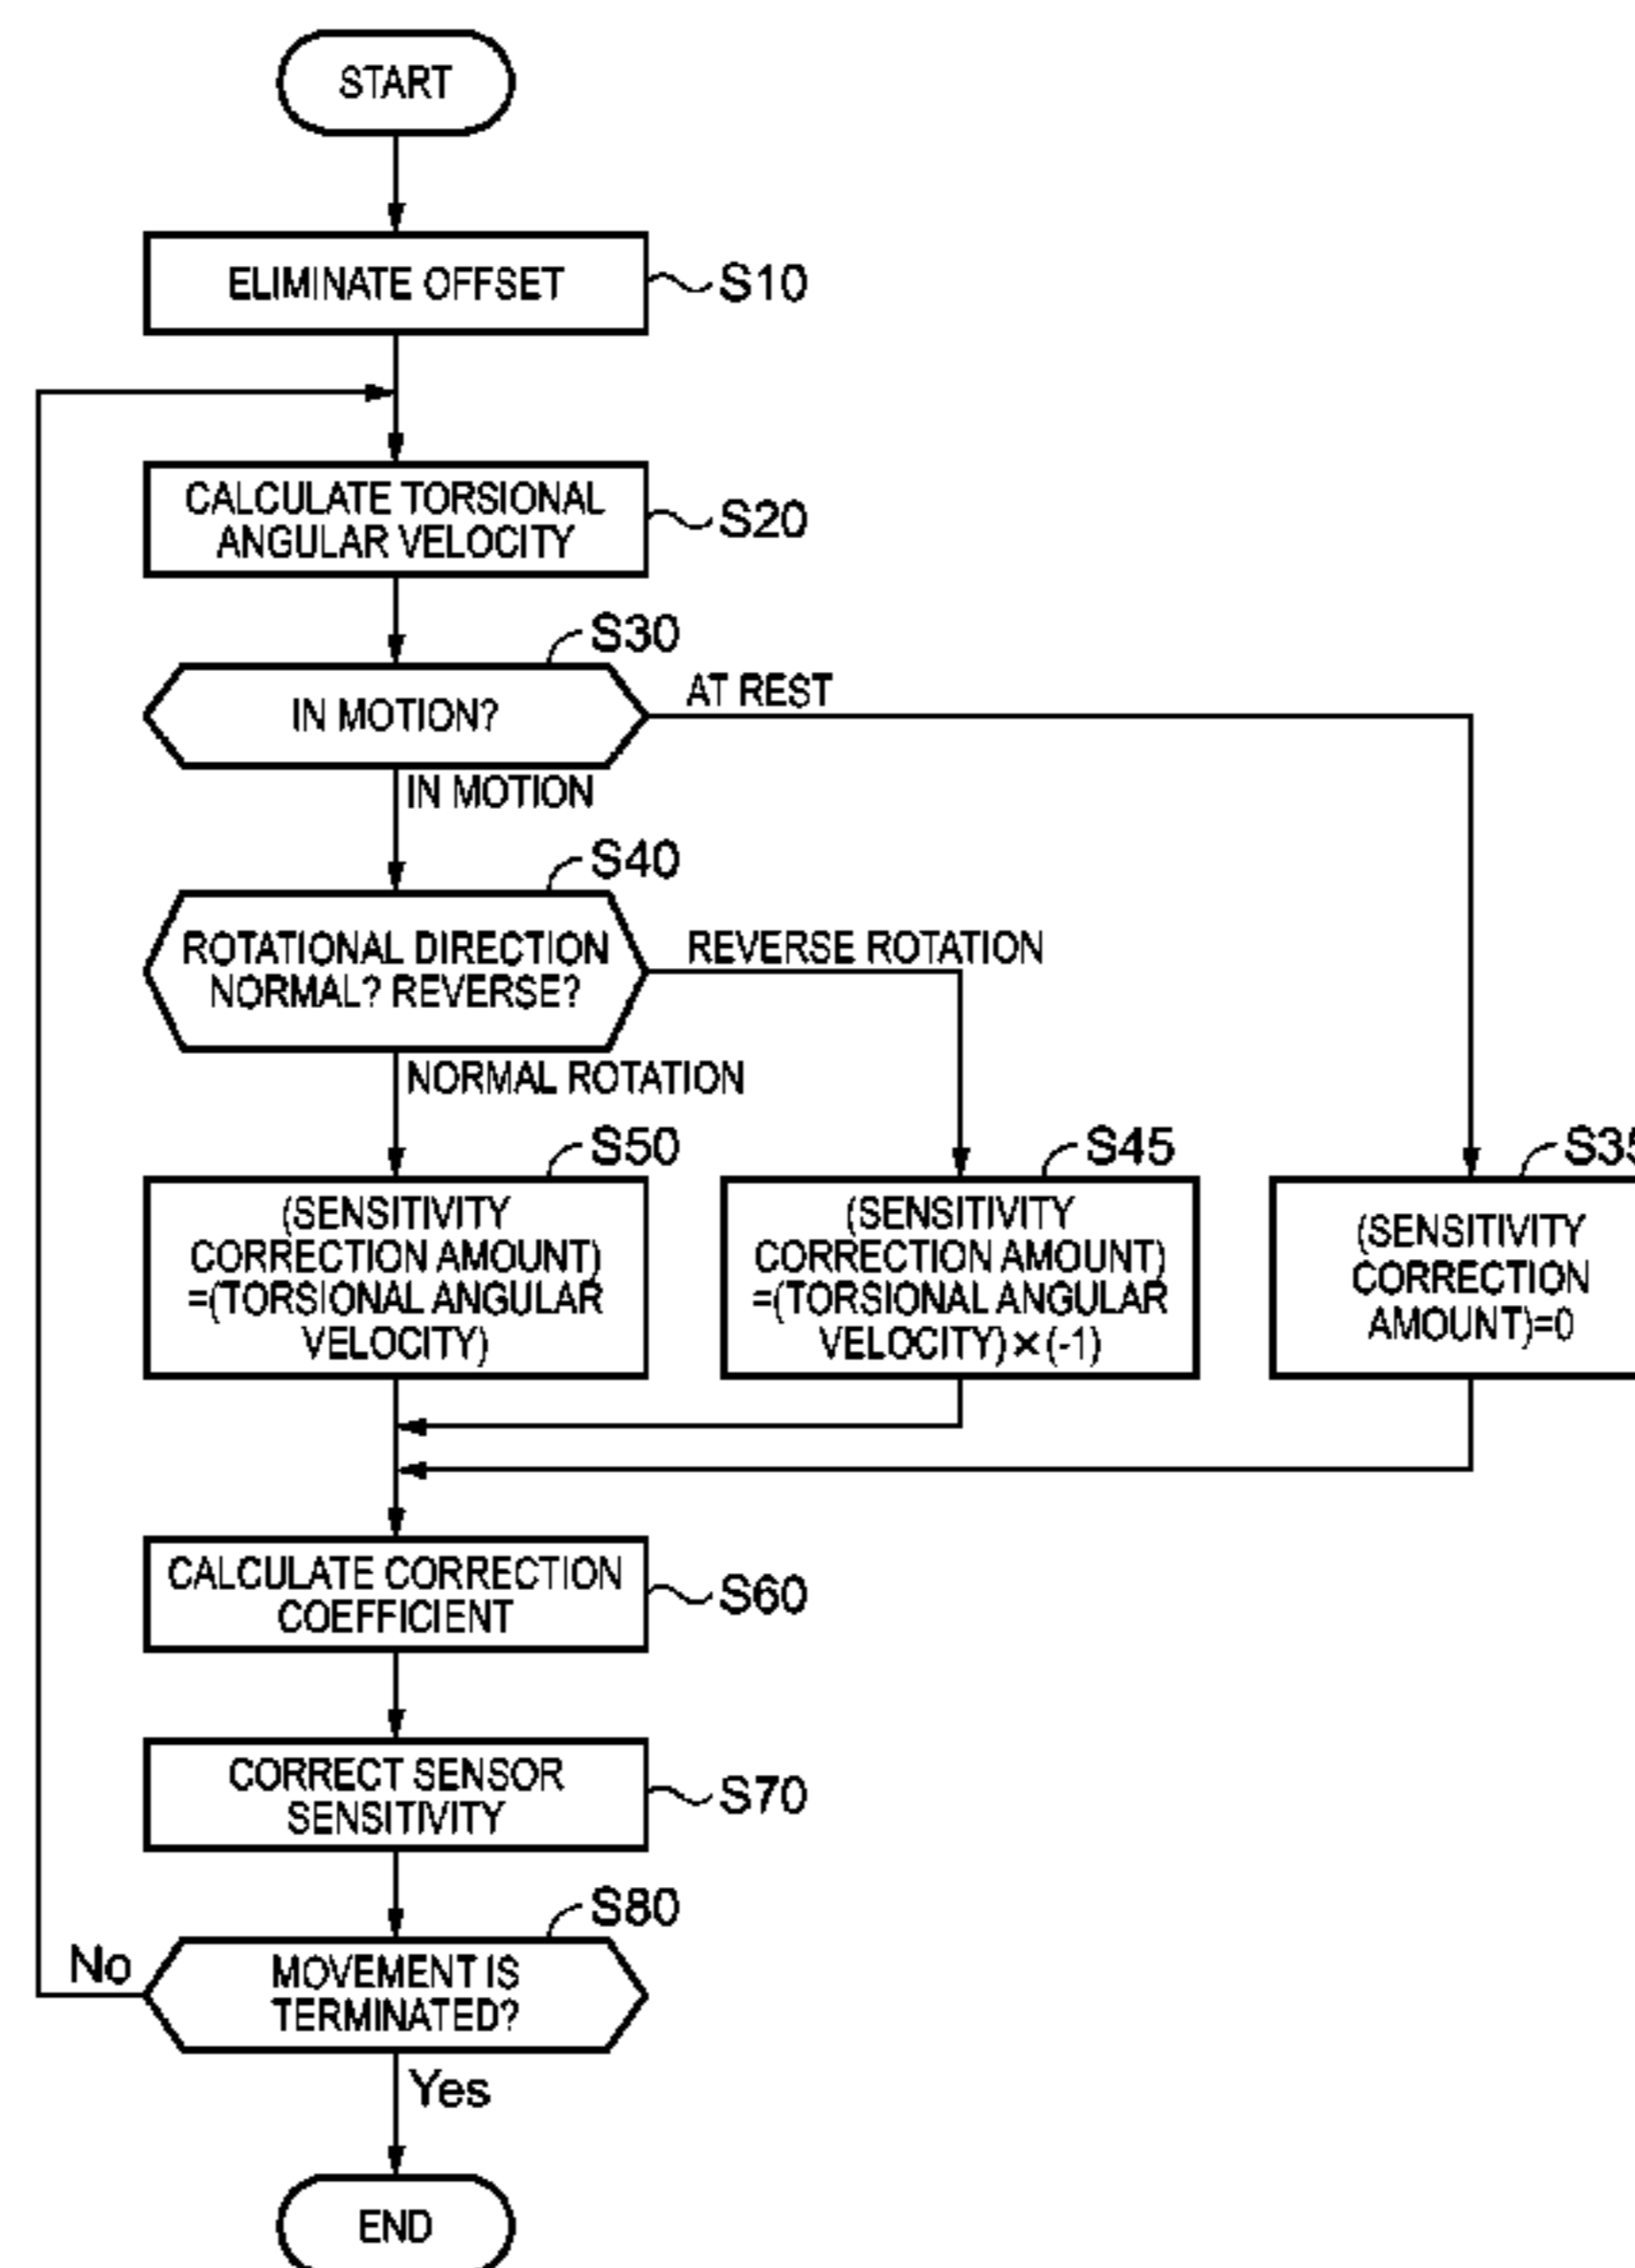 START
ELIMINATE OFFSET
S10
CALCULATE TORSIONAL
ANGULAR VELOCITY
S20
S30
IN MOTION?
AT REST
IN MOTION
S40
ROTATIONAL DIRECTION
NORMAL? REVERSE?
REVERSE ROTATION
NORMAL ROTATION
S50
(SENSITIVITY
CORRECTION AMOUNT)
=(TORSIONAL ANGULAR
VELOCITY)
S45
(SENSITIVITY
CORRECTION AMOUNT)
=(TORSIONAL ANGULAR
VELOCITY)×(-1)
S35
(SENSITIVITY
CORRECTION
AMOUNT)=0
CALCULATE CORRECTION
COEFFICIENT
S60
CORRECT SENSOR
SENSITIVITY
S70
S80
MOVEMENT IS
TERMINATED?
No
Yes
END